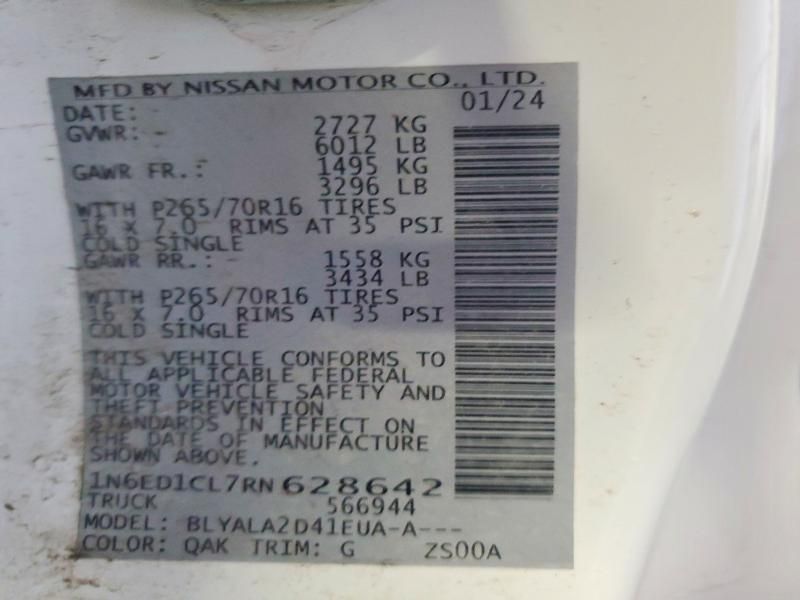 MFD BY NISSAN MOTOR CO., LTD.
DATE: 01/24
GVWR: 2727 KG
6012 LB
GAWR FR.: 1495 KG
3296 LB
WITH P265/70R16 TIRES
16 X 7.0 RIMS AT 35 PSI
COLD SINGLE
GAWR RR.: 1558 KG
3434 LB
WITH P265/70R16 TIRES
16 X 7.0 RIMS AT 35 PSI
COLD SINGLE
THIS VEHICLE CONFORMS TO
ALL APPLICABLE FEDERAL
MOTOR VEHICLE SAFETY AND
THEFT PREVENTION
STANDARDS IN EFFECT ON
THE DATE OF MANUFACTURE
SHOWN ABOVE.
1N6ED1CL7RN628642
TRUCK 566944
MODEL: BLYALA2D41EUA-A---
COLOR: QAK TRIM: G ZS00A